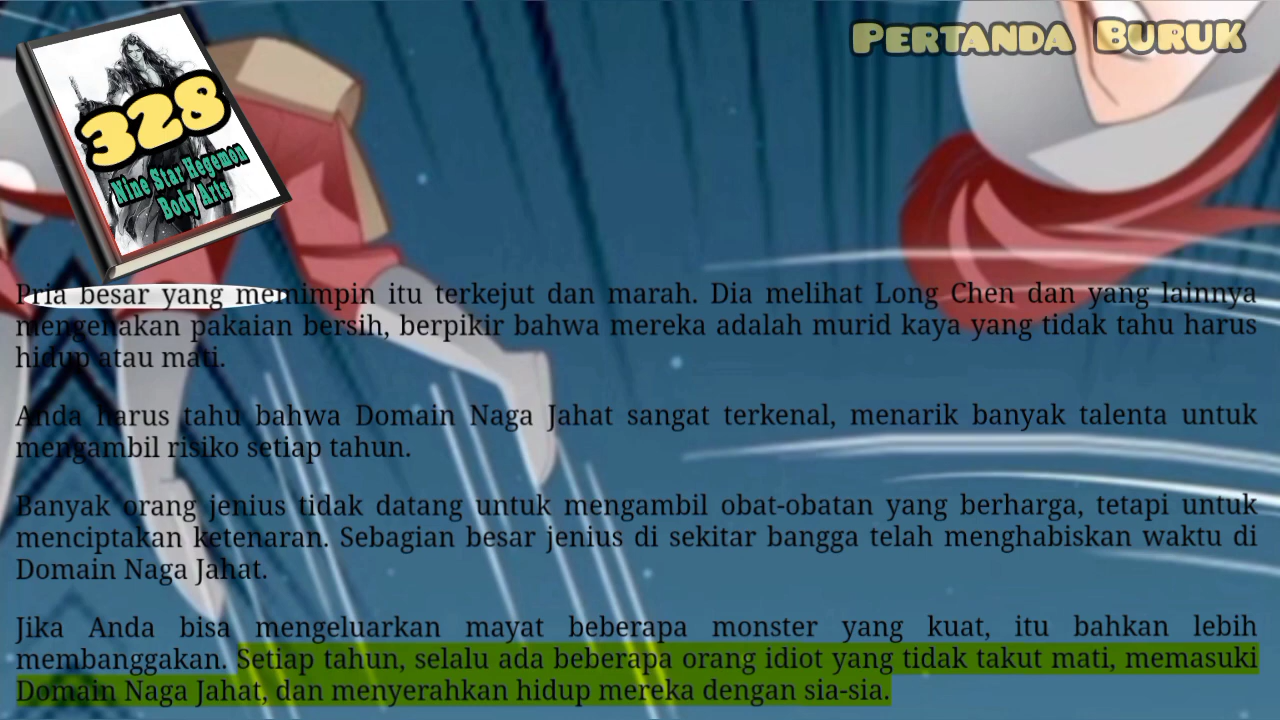 Pertanda Buruk
328
Nine Star Hegemon
Body Arts
Pria besar yang memimpin itu terkejut dan marah. Dia melihat Long Chen dan yang lainnya
mengenakan pakaian bersih, berpikir bahwa mereka adalah murid kaya yang tidak tahu harus
hidup atau mati.
Anda harus tahu bahwa Domain Naga Jahat sangat terkenal, menarik banyak talenta untuk
mengambil risiko setiap tahun.
Banyak orang jenius tidak datang untuk mengambil obat-obatan yang berharga, tetapi untuk
menciptakan ketenaran. Sebagian besar jenius di sekitar bangga telah menghabiskan waktu di
Domain Naga Jahat.
Jika Anda bisa mengeluarkan mayat beberapa monster yang kuat, itu bahkan lebih
membanggakan. Setiap tahun, selalu ada beberapa orang idiot yang tidak takut mati, memasuki
Domain Naga Jahat, dan menyerahkan hidup mereka dengan sia-sia.